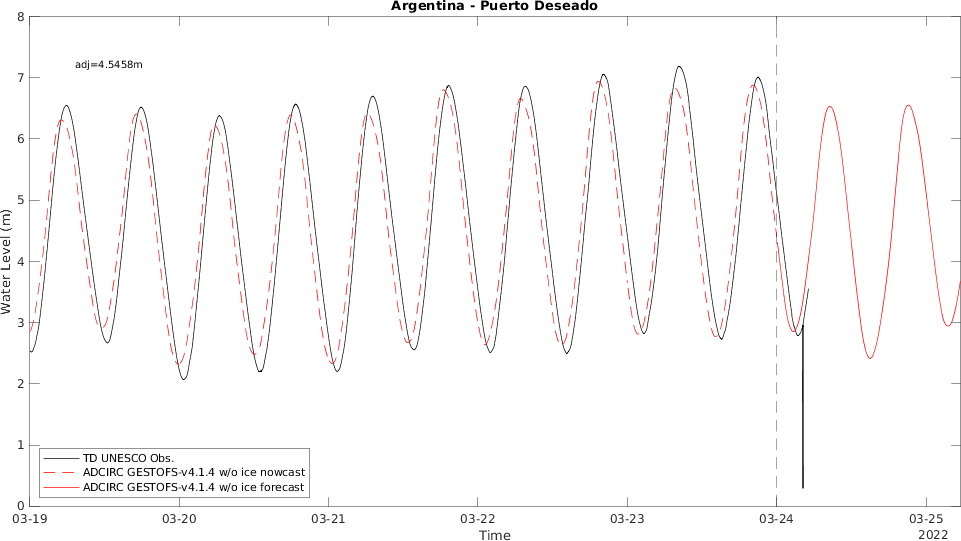 Argentina - Puerto Deseado
8
adj=4.5458m
7
6
5
4
3
2
1
0
Water Level (m)
TD UNESCO Obs.
ADCIRC GESTOFS-v4.1.4 w/o ice nowcast
ADCIRC GESTOFS-v4.1.4 w/o ice forecast
03-19 03-20 03-21 03-22 03-23 03-24 03-25
Time
2022